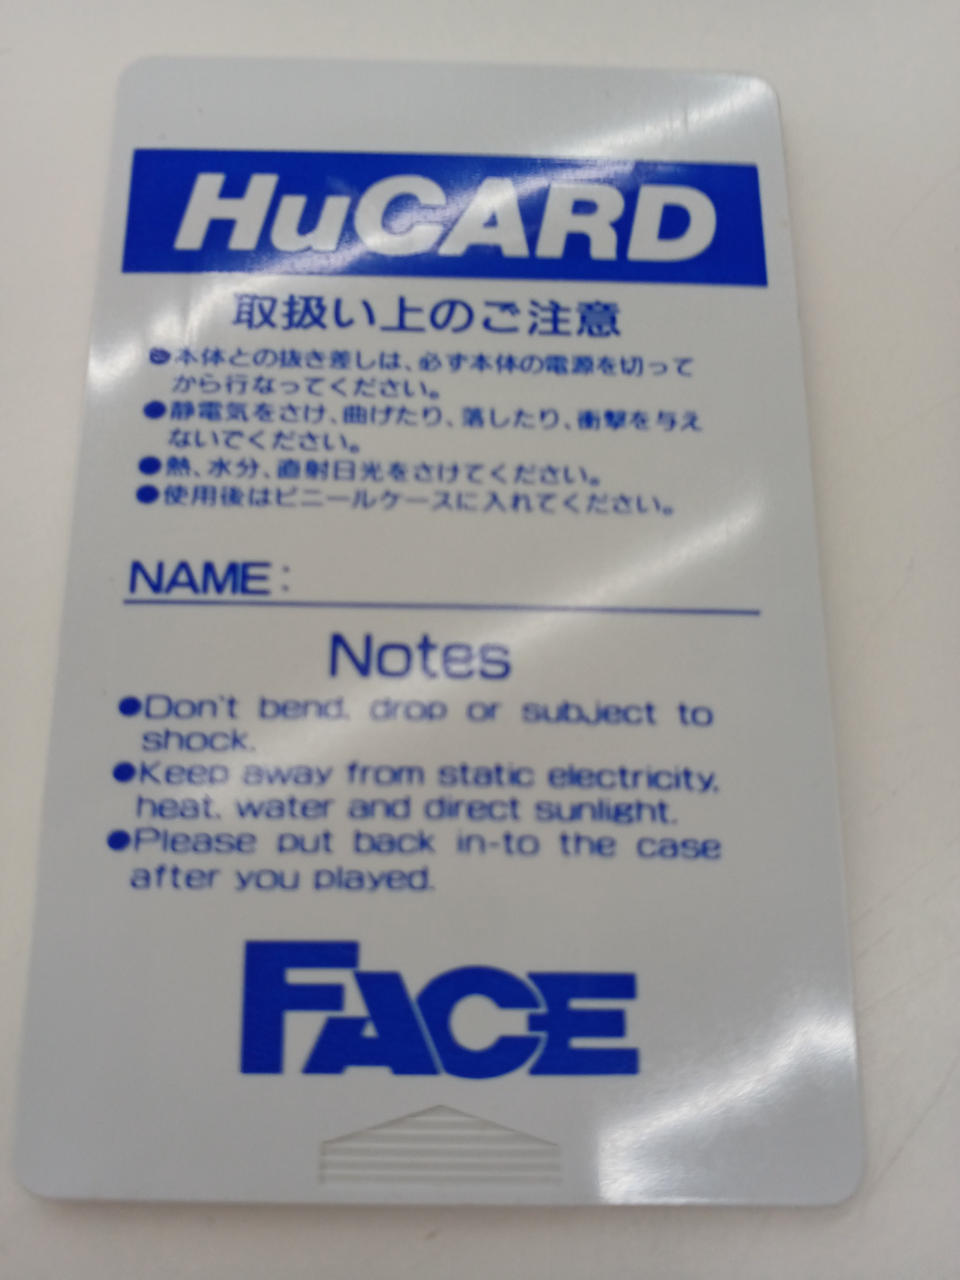 HuCARD
取扱い上のご注意
●本体との抜き差しは、必ず本体の電源を切って
から行なってください。
●静電気をさけ、曲げたり、落したり、衝撃を与え
ないでください。
●熱、水分、直射日光をさけてください。
●使用後はビニールケースに入れてください。
NAME:
Notes
●Don't bend, drop or subject to
shock.
●Keep away from static electricity,
heat, water and direct sunlight.
●Please put back in-to the case
after you played.
FACE